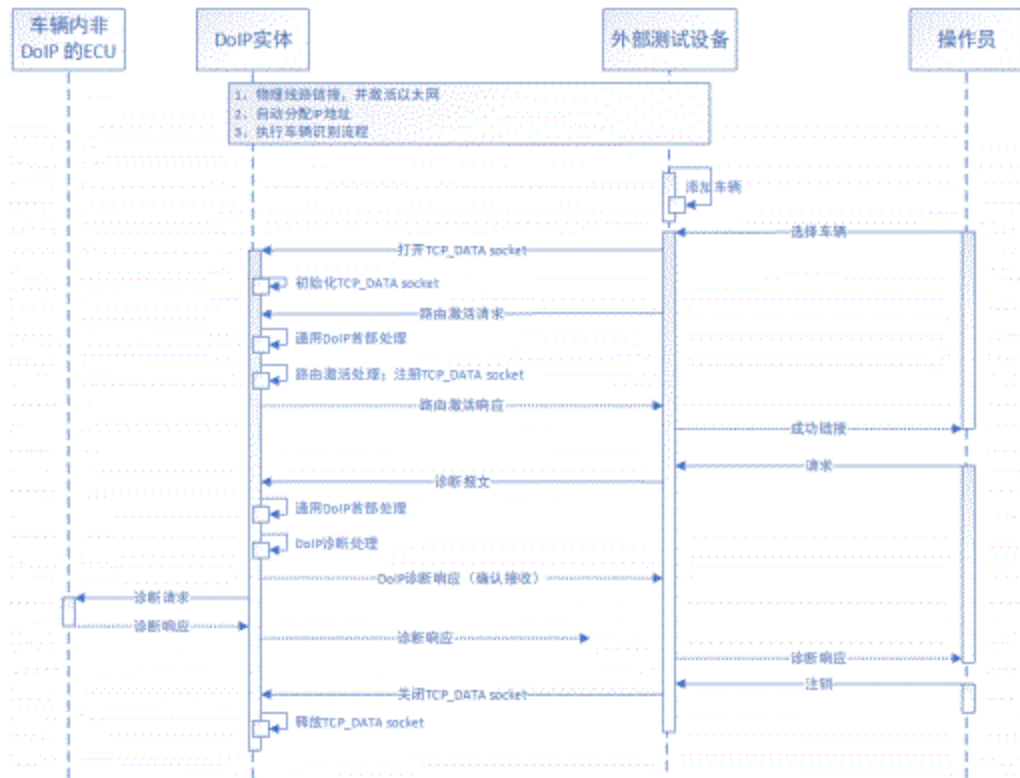 车辆内非
DoIP 的ECU
DoIP实体
外部测试设备
操作员
1、物理线路链接，并激活以太网
2、自动分配IP地址
3、执行车辆识别流程
添加车辆
选择车辆
打开TCP_DATA socket
初始化TCP_DATA socket
路由激活请求
通用DoIP首部处理
路由激活处理；注册TCP_DATA socket
路由激活响应
成功链接
请求
诊断报文
通用DoIP首部处理
DoIP诊断处理
DoIP诊断响应（确认接收）
诊断请求
诊断响应
诊断响应
诊断响应
注销
关闭TCP_DATA socket
释放TCP_DATA socket